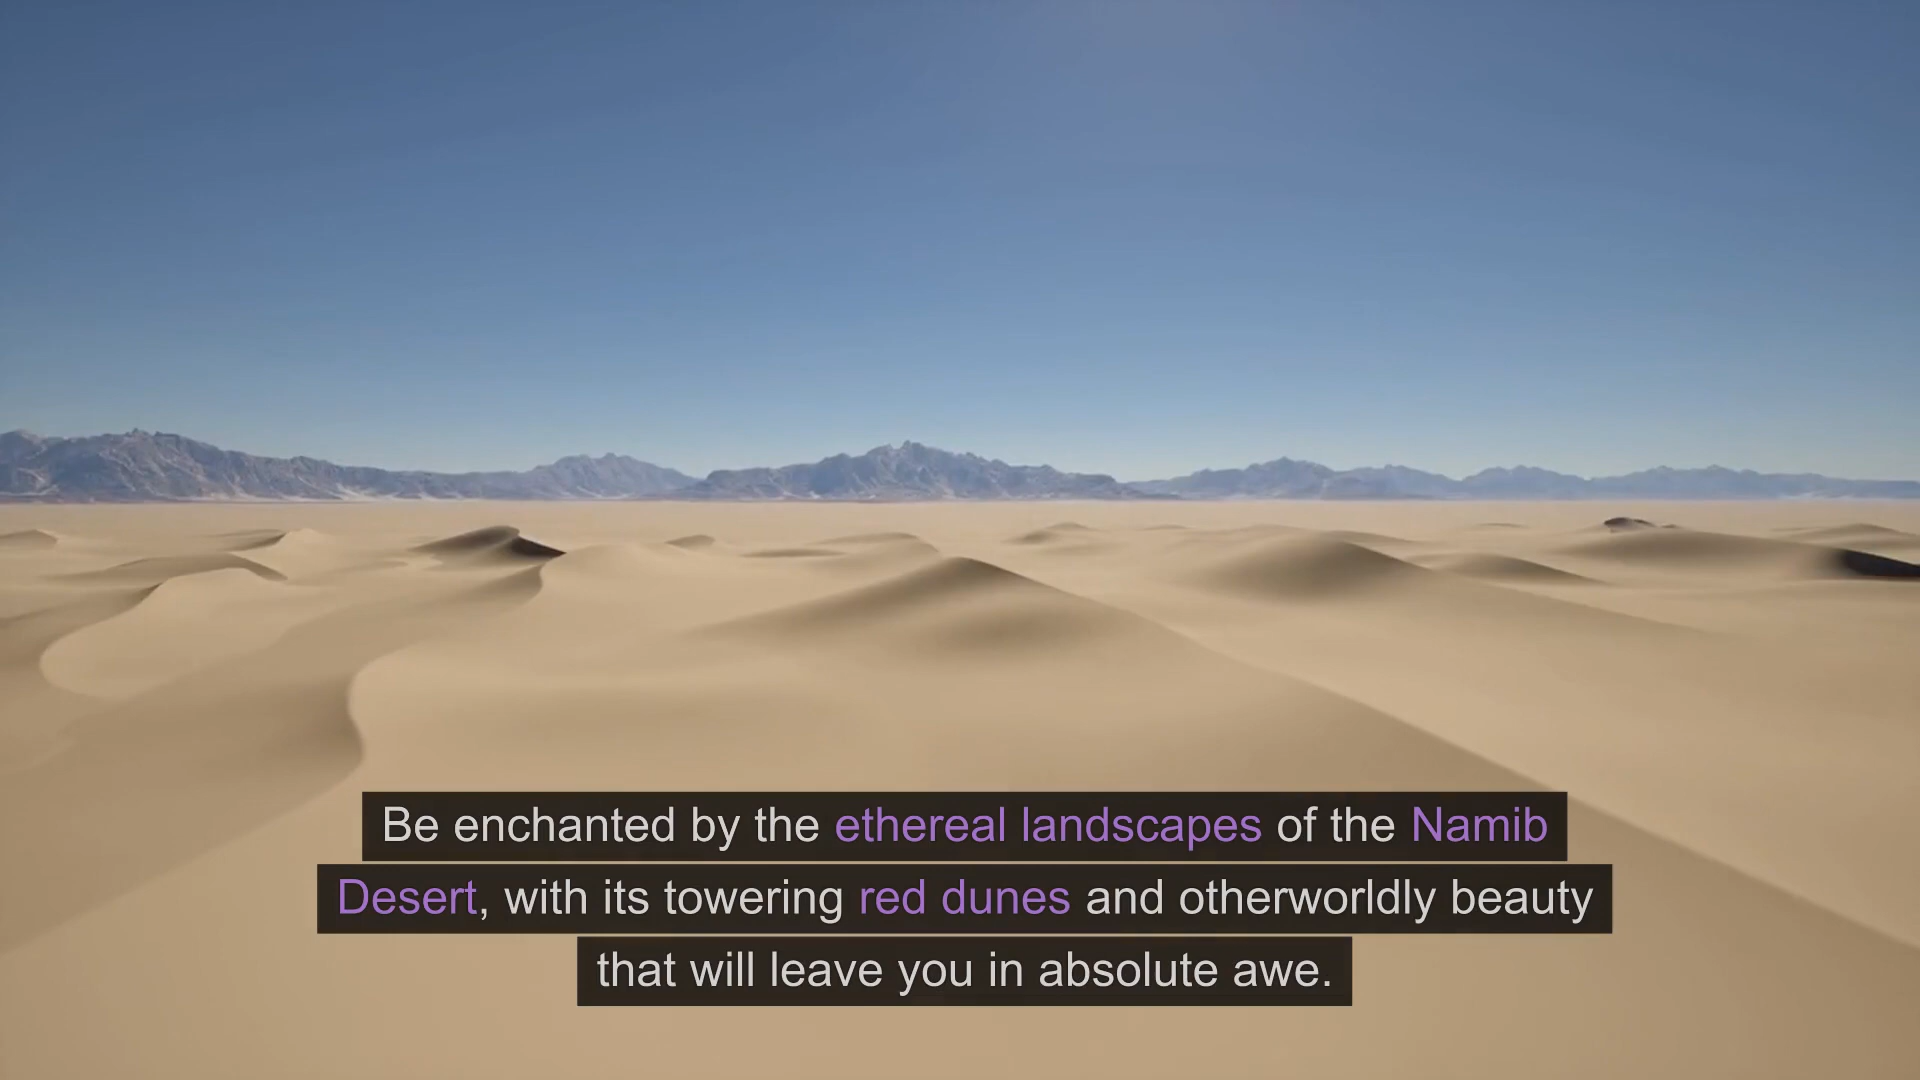 Be enchanted by the ethereal landscapes of the Namib
Desert, with its towering red dunes and otherworldly beauty
that will leave you in absolute awe.